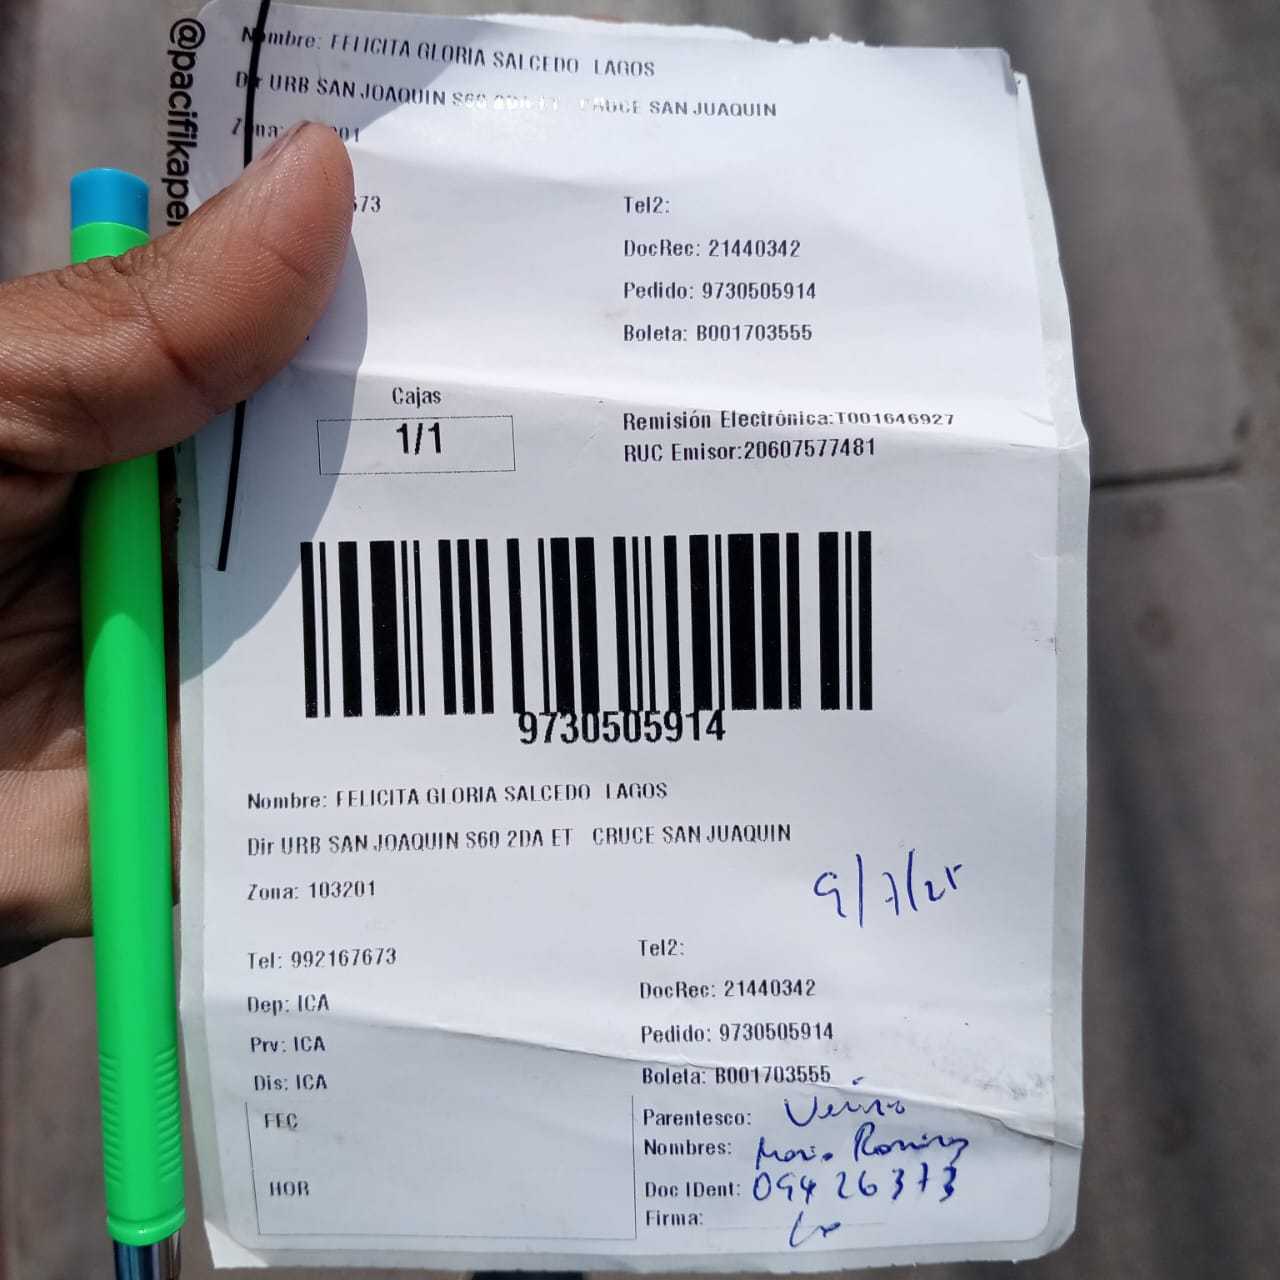 @pacifikaper
Nombre: FELICITA GLORIA SALCEDO LAGOS
Dir URB SAN JOAQUIN S60 2DA ET CRUCE SAN JUAQUIN
673
Tel2:
DocRec: 21440342
Pedido: 9730505914
Boleta: B001703555
Cajas
1/1
Remisión Electrónica:T001646927
RUC Emisor:20607577481
9730505914
Nombre: FELICITA GLORIA SALCEDO LAGOS
Dir URB SAN JOAQUIN S60 2DA ET CRUCE SAN JUAQUIN
Zona: 103201
9/7/25
Tel: 992167673
Tel2:
Dep: ICA
DocRec: 21440342
Prv: ICA
Pedido: 9730505914
Dis: ICA
Boleta: B001703555
FEC
Parentesco: Vecino
Nombres: Ramirez
HOR
Doc IDent: 09426373
Firma: